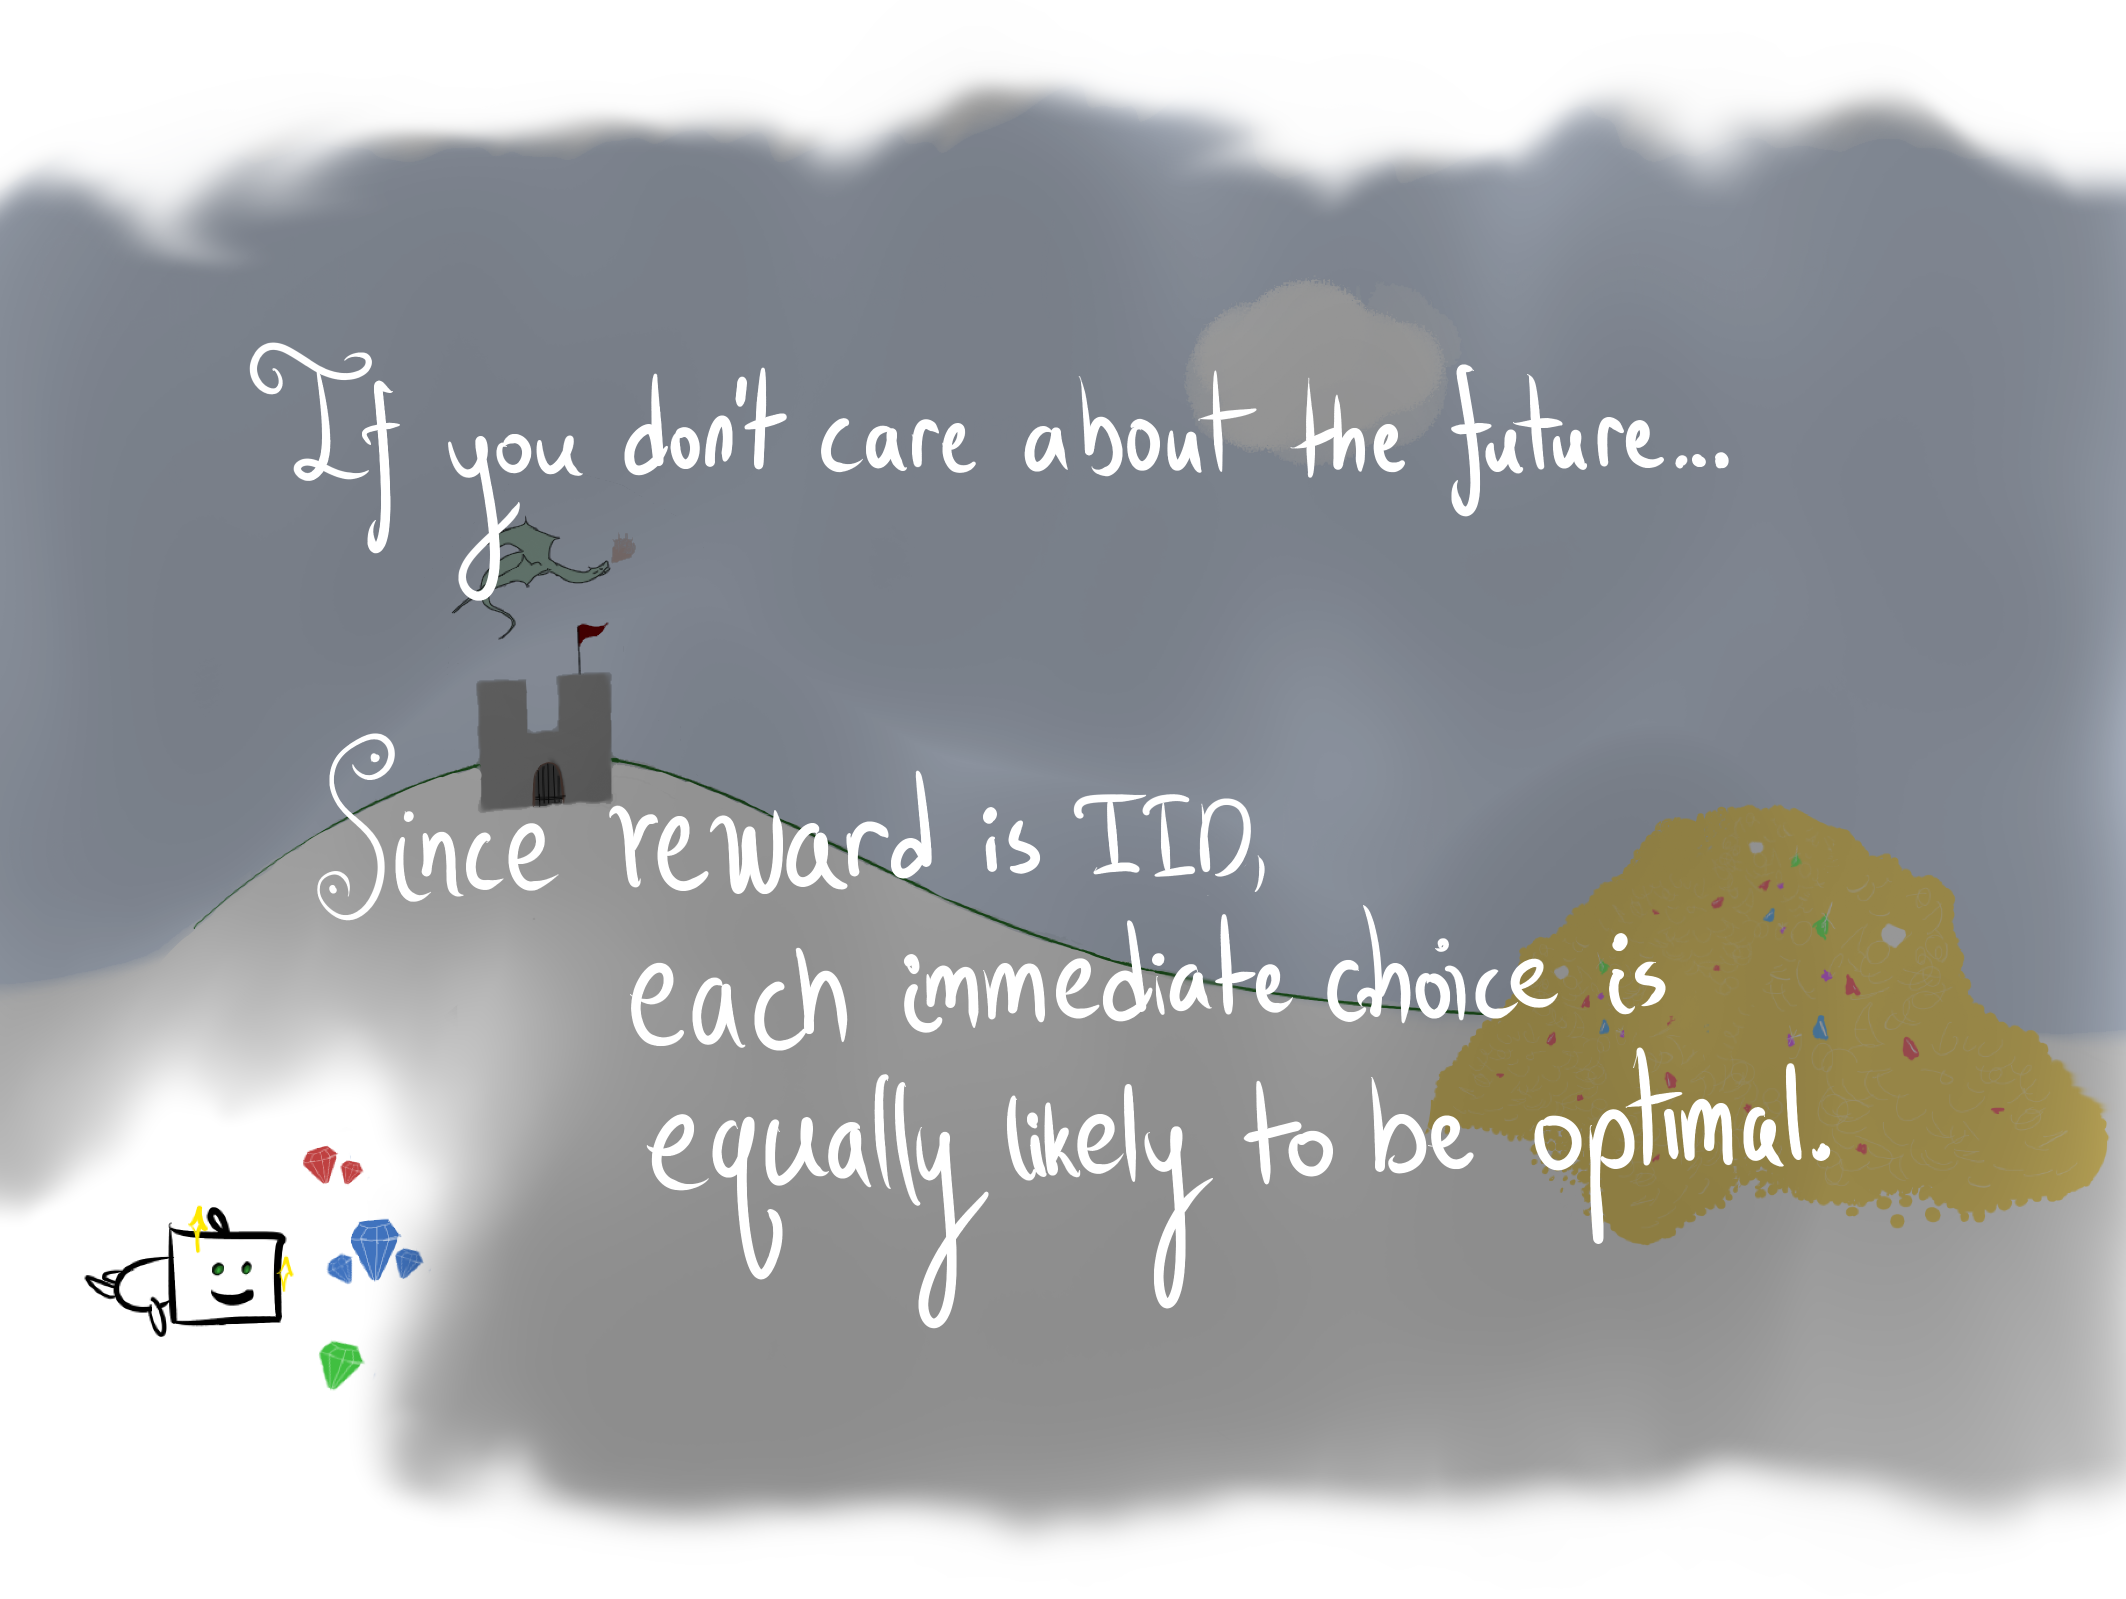 If you don't care about the future...
Since reward is IID,
each immediate choice is
equally likely to be optimal.